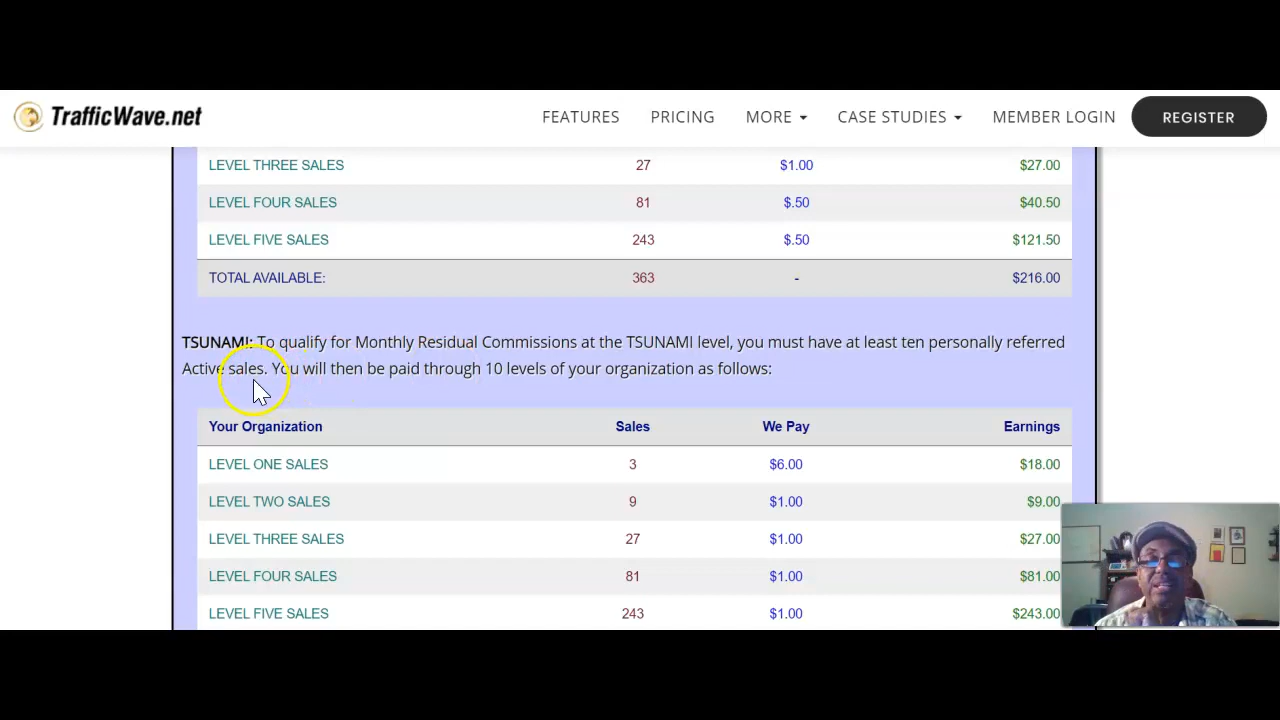 TrafficWave.net FEATURES PRICING MORE CASE STUDIES MEMBER LOGIN REGISTER
LEVEL THREE SALES 27 $1.00 $27.00
LEVEL FOUR SALES 81 $.50 $40.50
LEVEL FIVE SALES 243 $.50 $121.50
TOTAL AVAILABLE: 363 - $216.00
TSUNAMI: To qualify for Monthly Residual Commissions at the TSUNAMI level, you must have at least ten personally referred
Active sales. You will then be paid through 10 levels of your organization as follows:
Your Organization Sales We Pay Earnings
LEVEL ONE SALES 3 $6.00 $18.00
LEVEL TWO SALES 9 $1.00 $9.00
LEVEL THREE SALES 27 $1.00 $27.00
LEVEL FOUR SALES 81 $1.00 $81.00
LEVEL FIVE SALES 243 $1.00 $243.00